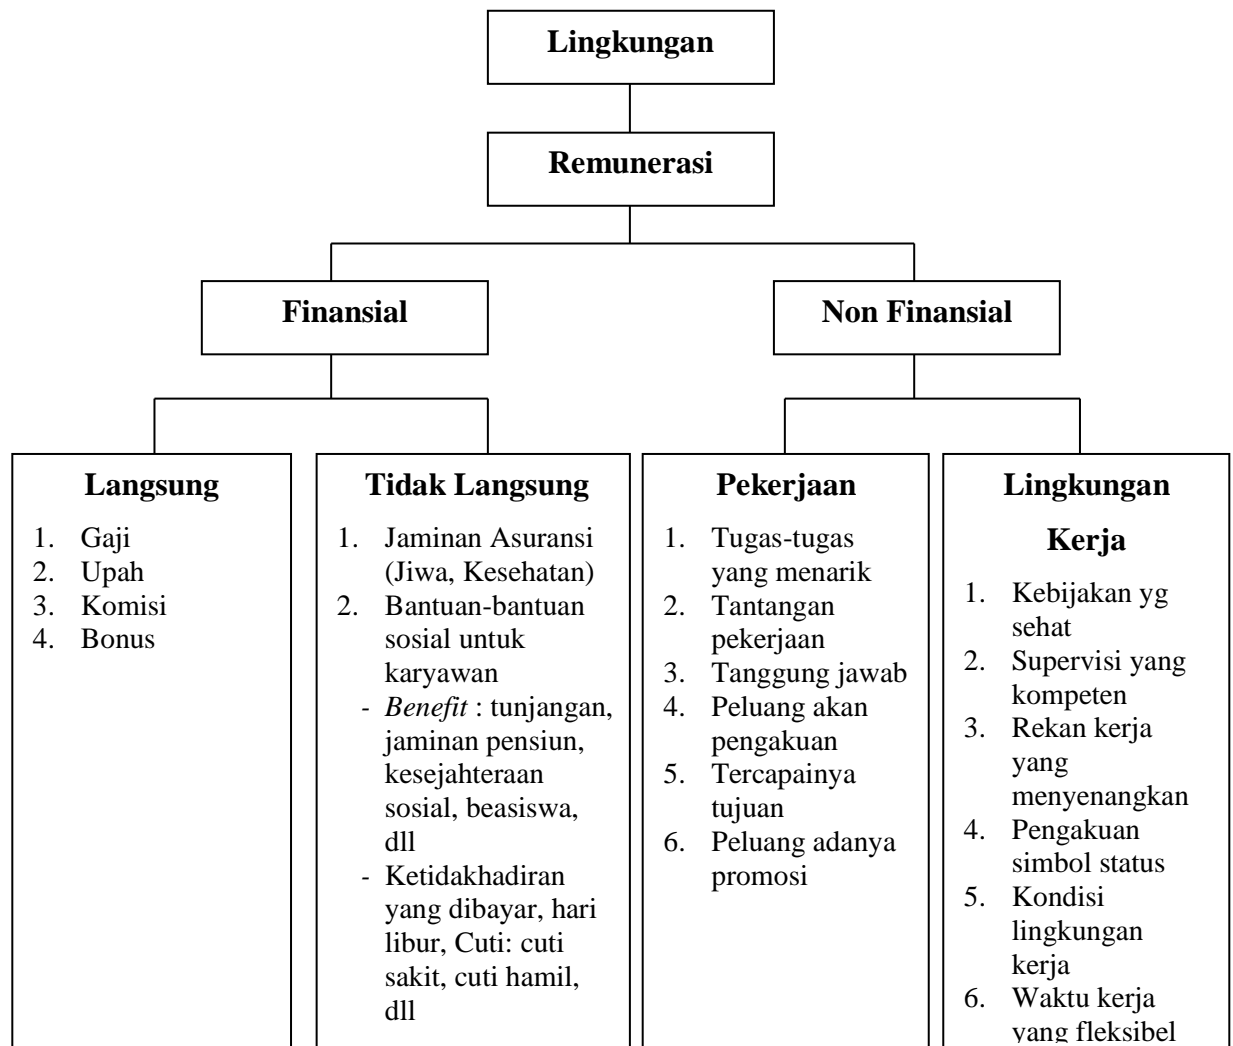 Lingkungan
Remunerasi
Finansial
Non Finansial
Langsung
1. Gaji
2. Upah
3. Komisi
4. Bonus
Tidak Langsung
1. Jaminan Asuransi
(Jiwa, Kesehatan)
2. Bantuan-bantuan
sosial untuk
karyawan
- Benefit : tunjangan,
jaminan pensiun,
kesejahteraan
sosial, beasiswa,
dll
- Ketidakhadiran
yang dibayar, hari
libur, Cuti: cuti
sakit, cuti hamil,
dll
Pekerjaan
1. Tugas-tugas
yang menarik
2. Tantangan
pekerjaan
3. Tanggung jawab
4. Peluang akan
pengakuan
5. Tercapainya
tujuan
6. Peluang adanya
promosi
Lingkungan
Kerja
1. Kebijakan yg
sehat
2. Supervisi yang
kompeten
3. Rekan kerja
yang
menyenangkan
4. Pengakuan
simbol status
5. Kondisi
lingkungan
kerja
6. Waktu kerja
yang fleksibel